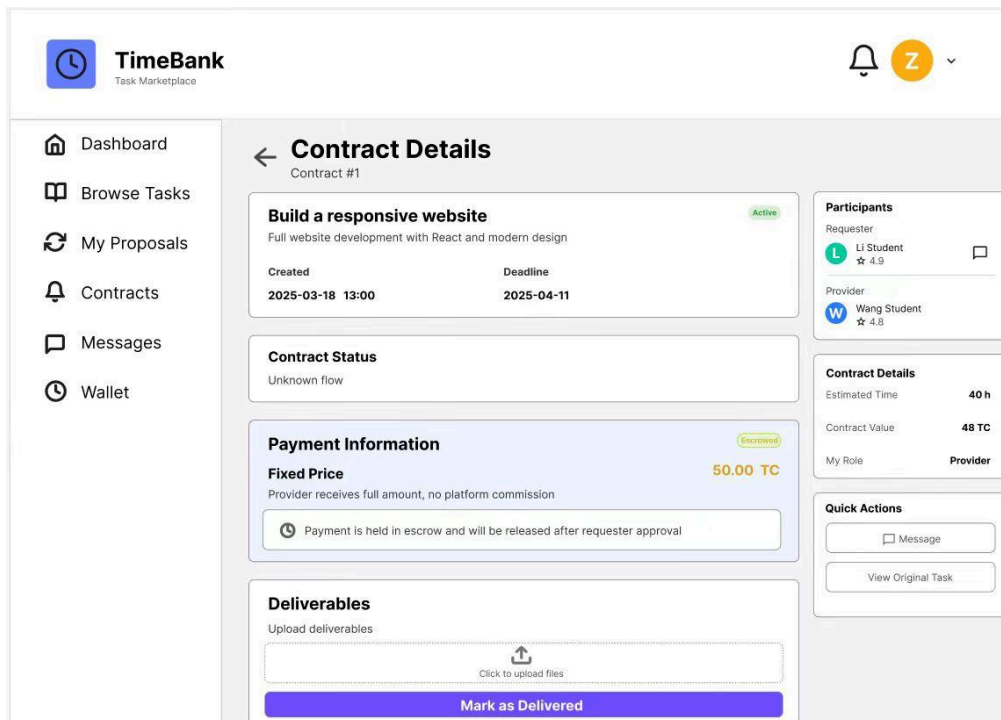 TimeBank
Task Marketplace
Z
Dashboard
Browse Tasks
My Proposals
Contracts
Messages
Wallet
Contract Details
Contract #1
Build a responsive website
Active
Full website development with React and modern design
Created
Deadline
2025-03-18 13:00
2025-04-11
Contract Status
Unknown flow
Payment Information
Escrowed
Fixed Price
50.00 TC
Provider receives full amount, no platform commission
Payment is held in escrow and will be released after requester approval
Deliverables
Upload deliverables
Click to upload files
Mark as Delivered
Participants
Requester
L
Li Student
☆ 4.9
Provider
W
Wang Student
☆ 4.8
Contract Details
Estimated Time 40 h
Contract Value 48 TC
My Role Provider
Quick Actions
Message
View Original Task